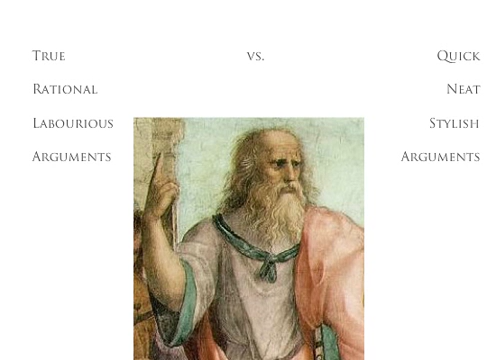 True vs. Quick
Rational Neat
Labourious Stylish
Arguments Arguments